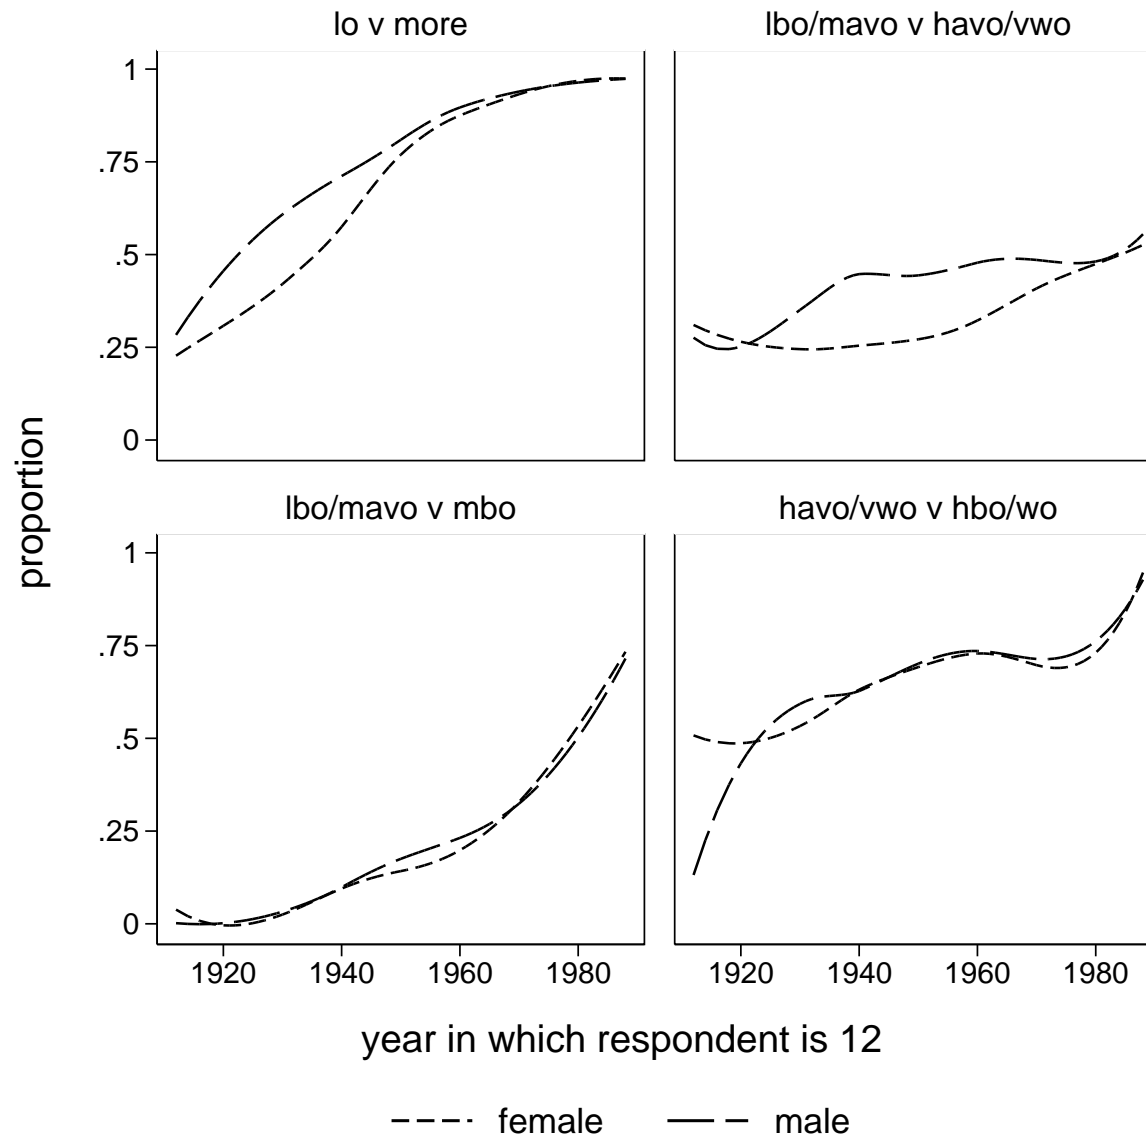 lo v more
lbo/mavo v havo/vwo
1
.75
.5
.25
0
lbo/mavo v mbo
havo/vwo v hbo/wo
1
.75
.5
.25
0
1920 1940 1960 1980
1920 1940 1960 1980
proportion
year in which respondent is 12
female male